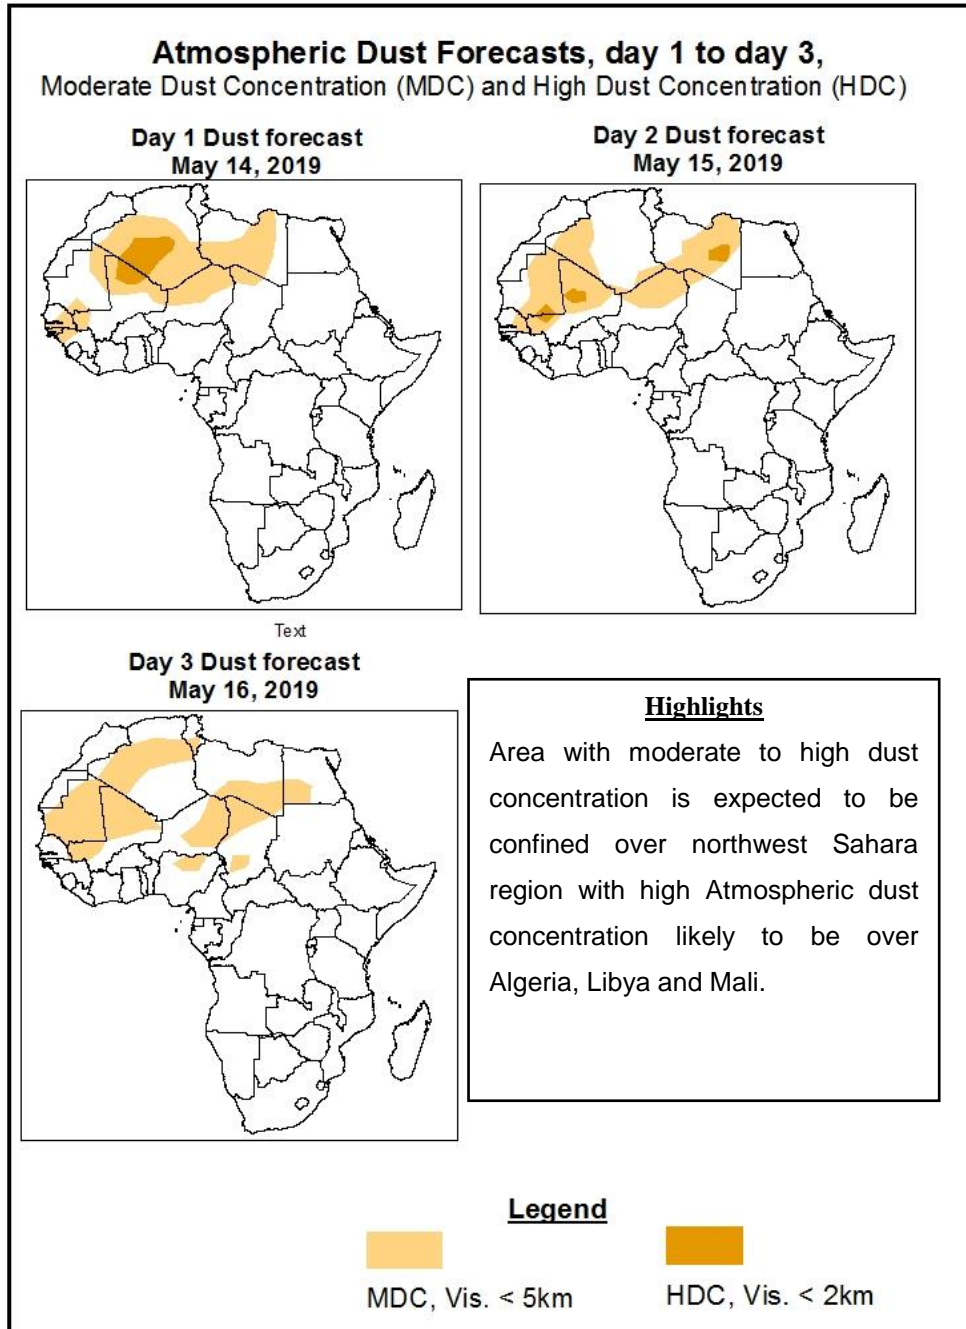 Atmospheric Dust Forecasts, day 1 to day 3,
Moderate Dust Concentration (MDC) and High Dust Concentration (HDC)
Day 1 Dust forecast
May 14, 2019
Day 2 Dust forecast
May 15, 2019
Text
Day 3 Dust forecast
May 16, 2019
Highlights
Area with moderate to high dust
concentration is expected to be
confined over northwest Sahara
region with high Atmospheric dust
concentration likely to be over
Algeria, Libya and Mali.
Legend
MDC, Vis. < 5km
HDC, Vis. < 2km